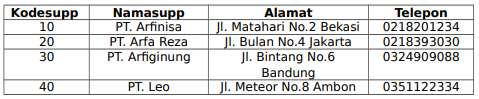 Kodesupp Namasupp Alamat Telepon
10 PT. Arfinisa Jl. Matahari No.2 Bekasi 0218201234
20 PT. Arfa Reza Jl. Bulan No.4 Jakarta 0218393030
30 PT. Arfiginung Jl. Bintang No.6 0324909088
Bandung
40 PT. Leo Jl. Meteor No.8 Ambon 0351122334